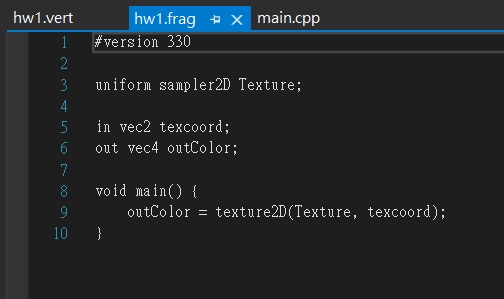 hw1.vert hw1.frag main.cpp
1 #version 330
2
3 uniform sampler2D Texture;
4
5 in vec2 texcoord;
6 out vec4 outColor;
7
8 void main() {
9 outColor = texture2D(Texture, texcoord);
10 }